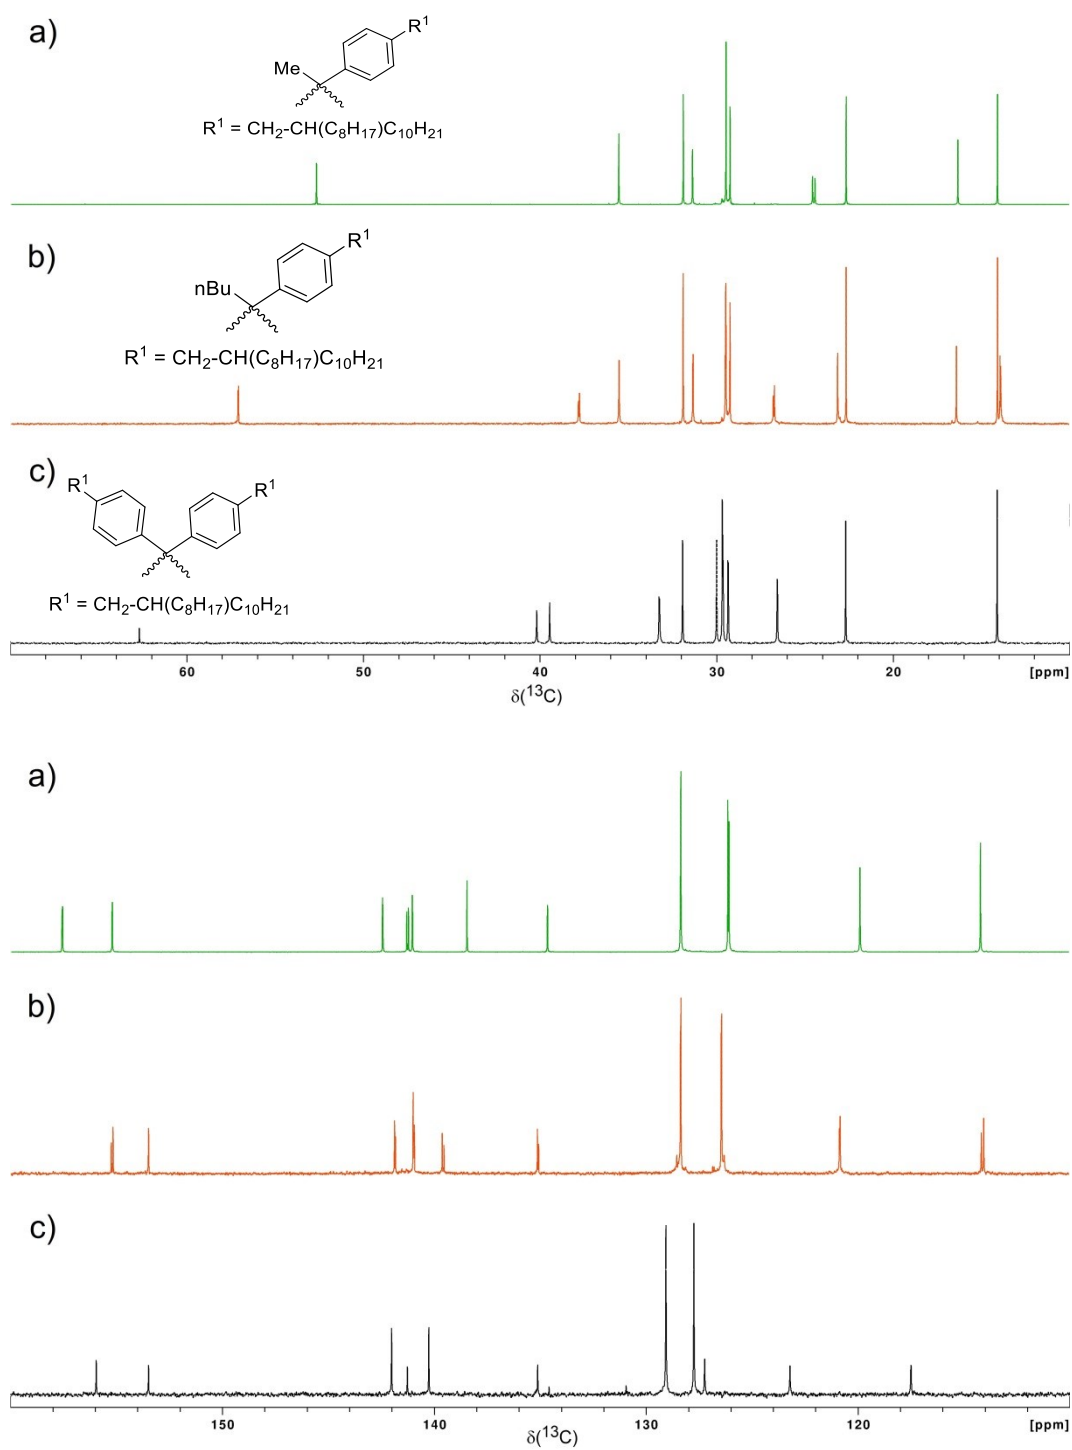 a)
R¹
Me
R¹ = CH₂-CH(C₈H₁₇)C₁₀H₂₁
b)
R¹
nBu
R¹ = CH₂-CH(C₈H₁₇)C₁₀H₂₁
c)
R¹
R¹
R¹ = CH₂-CH(C₈H₁₇)C₁₀H₂₁
60 50 40 30 20 [ppm]
δ(¹³C)
a)
b)
c)
150 140 130 120 [ppm]
δ(¹³C)